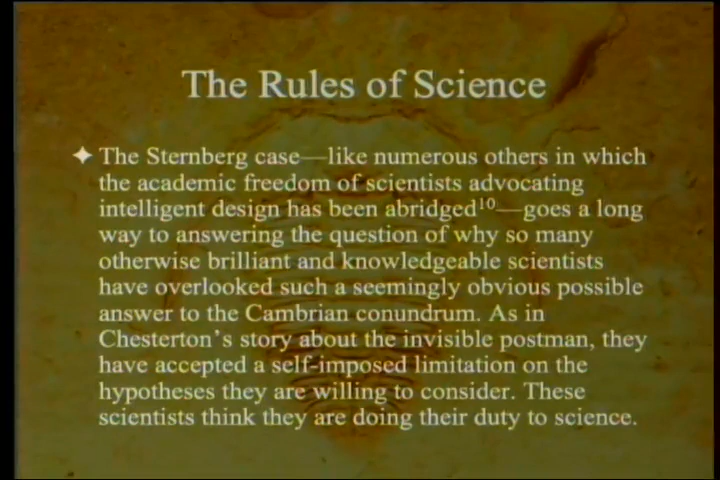 The Rules of Science
✦ The Sternberg case—like numerous others in which
the academic freedom of scientists advocating
intelligent design has been abridged¹⁰—goes a long
way to answering the question of why so many
otherwise brilliant and knowledgeable scientists
have overlooked such a seemingly obvious possible
answer to the Cambrian conundrum. As in
Chesterton's story about the invisible postman, they
have accepted a self-imposed limitation on the
hypotheses they are willing to consider. These
scientists think they are doing their duty to science.